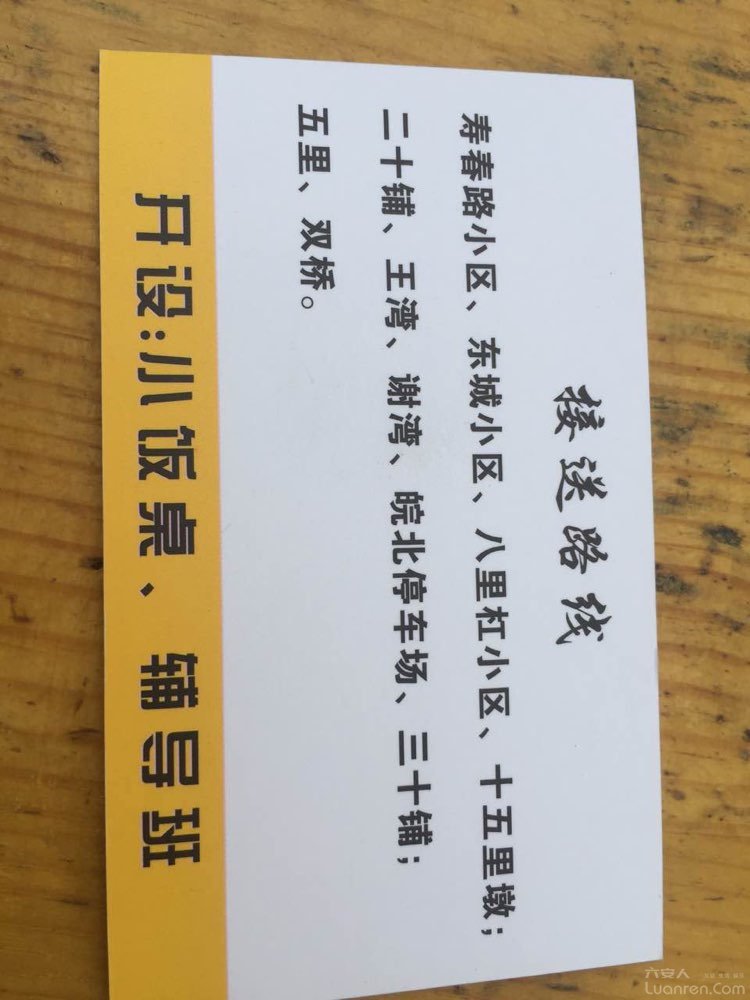 接送路线
寿春路小区、东城小区、八里杠小区、十五里墩；
二十铺、王湾、谢湾、皖北停车场、三十铺；
五里、双桥。
开设:小饭桌、辅导班
六安人
Luanren.Com